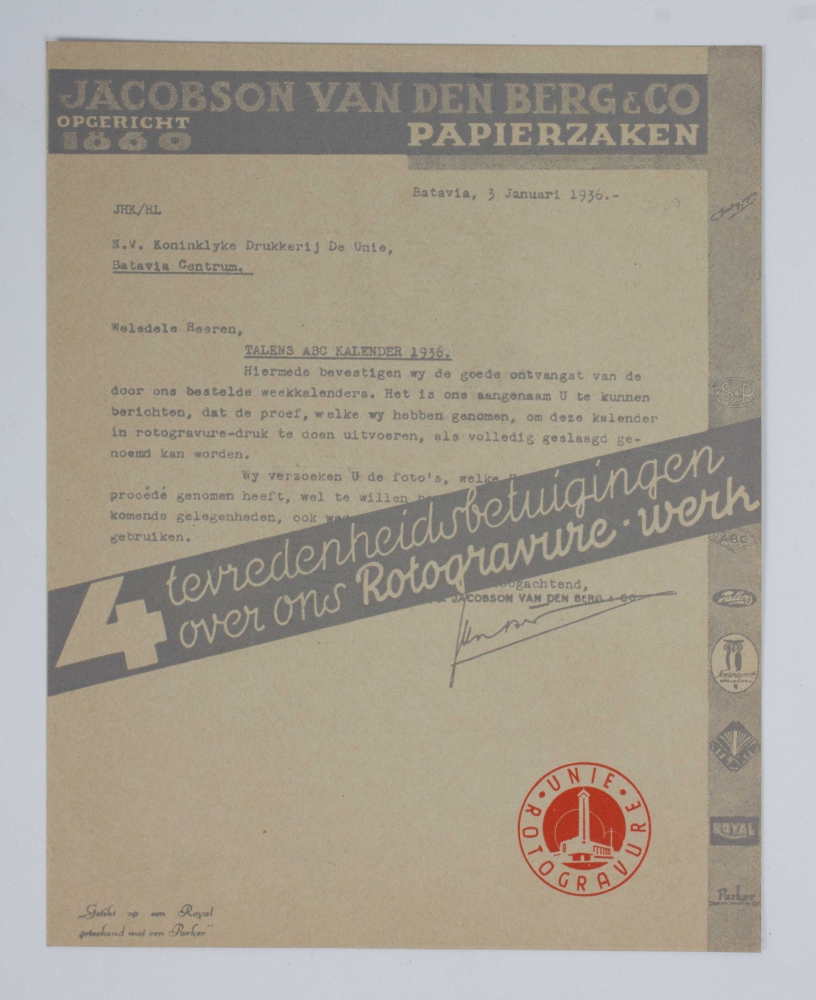 JACOBSON VAN DEN BERG & CO
OPGERICHT
1869
PAPIERZAKEN
Batavia, 3 Januari 1936.-
JHK/RL
N.V. Koninklyke Drukkerij De Unie,
Batavia Centrum.
Weledele Heeren,
TALENS ABC KALENDER 1936.
Hiermede bevestigen wy de goede ontvangst van de
door ons bestelde weekkalenders. Het is ons aangenaam U te kunnen
berichten, dat de proef, welke wy hebben genomen, om deze kalender
in rotogravure-druk te doen uitvoeren, als volledig geslaagd ge-
noemd kan worden.
Wy verzoeken U de foto's, welke
procédé genomen heeft, wel te willen
komende gelegenheden, ook
gebruiken.
4 tevredenheidsbetuigingen
over ons Rotogravure-werk
oogachtend,
JACOBSON VAN DEN BERG & CO
UNIE
ROTOGRAVURE
S&P
ABC
Talens
ROYAL
Parker
„Getikt op een Royal
geteekend met een Parker"